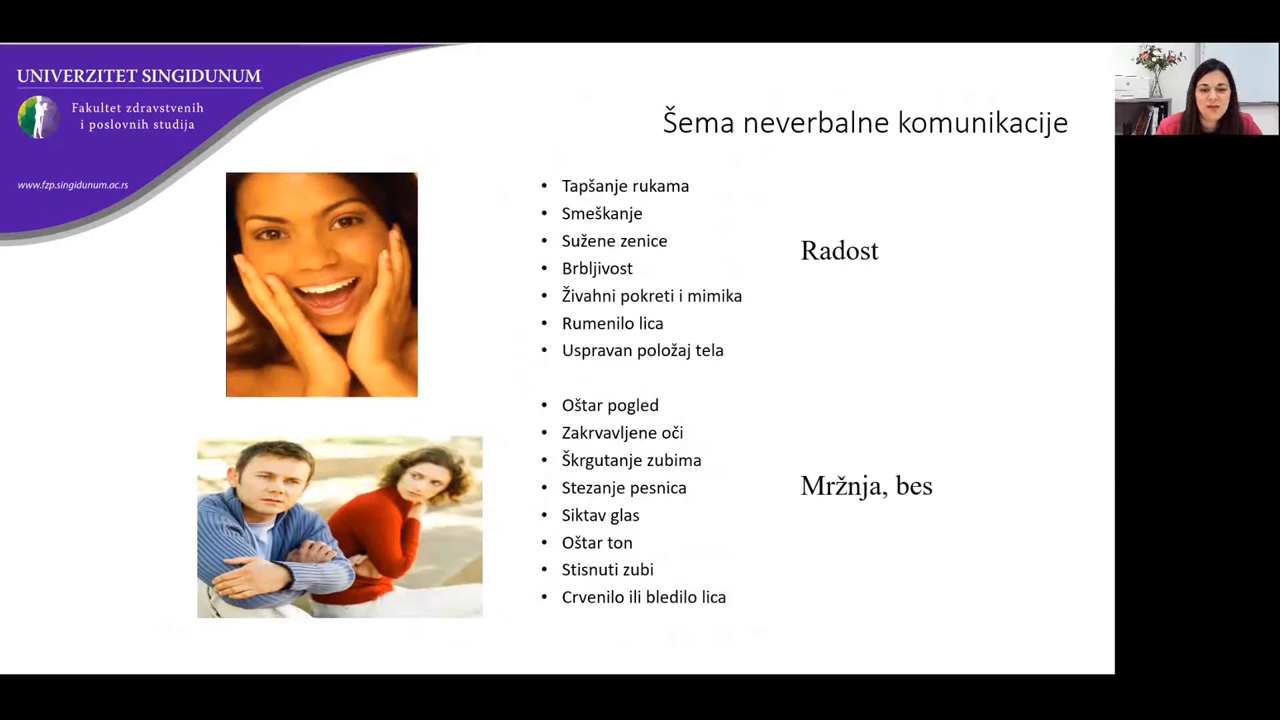 UNIVERZITET SINGIDUNUM
Fakultet zdravstvenih
i poslovnih studija
www.fzp.singidunum.ac.rs
Šema neverbalne komunikacije
• Tapšanje rukama
• Smeškanje
• Sužene zenice
• Brbljivost
• Živahni pokreti i mimika
• Rumenilo lica
• Uspravan položaj tela
Radost
• Oštar pogled
• Zakrvavljene oči
• Škrgutanje zubima
• Stezanje pesnica
• Siktav glas
• Oštar ton
• Stisnuti zubi
• Crvenilo ili bledilo lica
Mržnja, bes